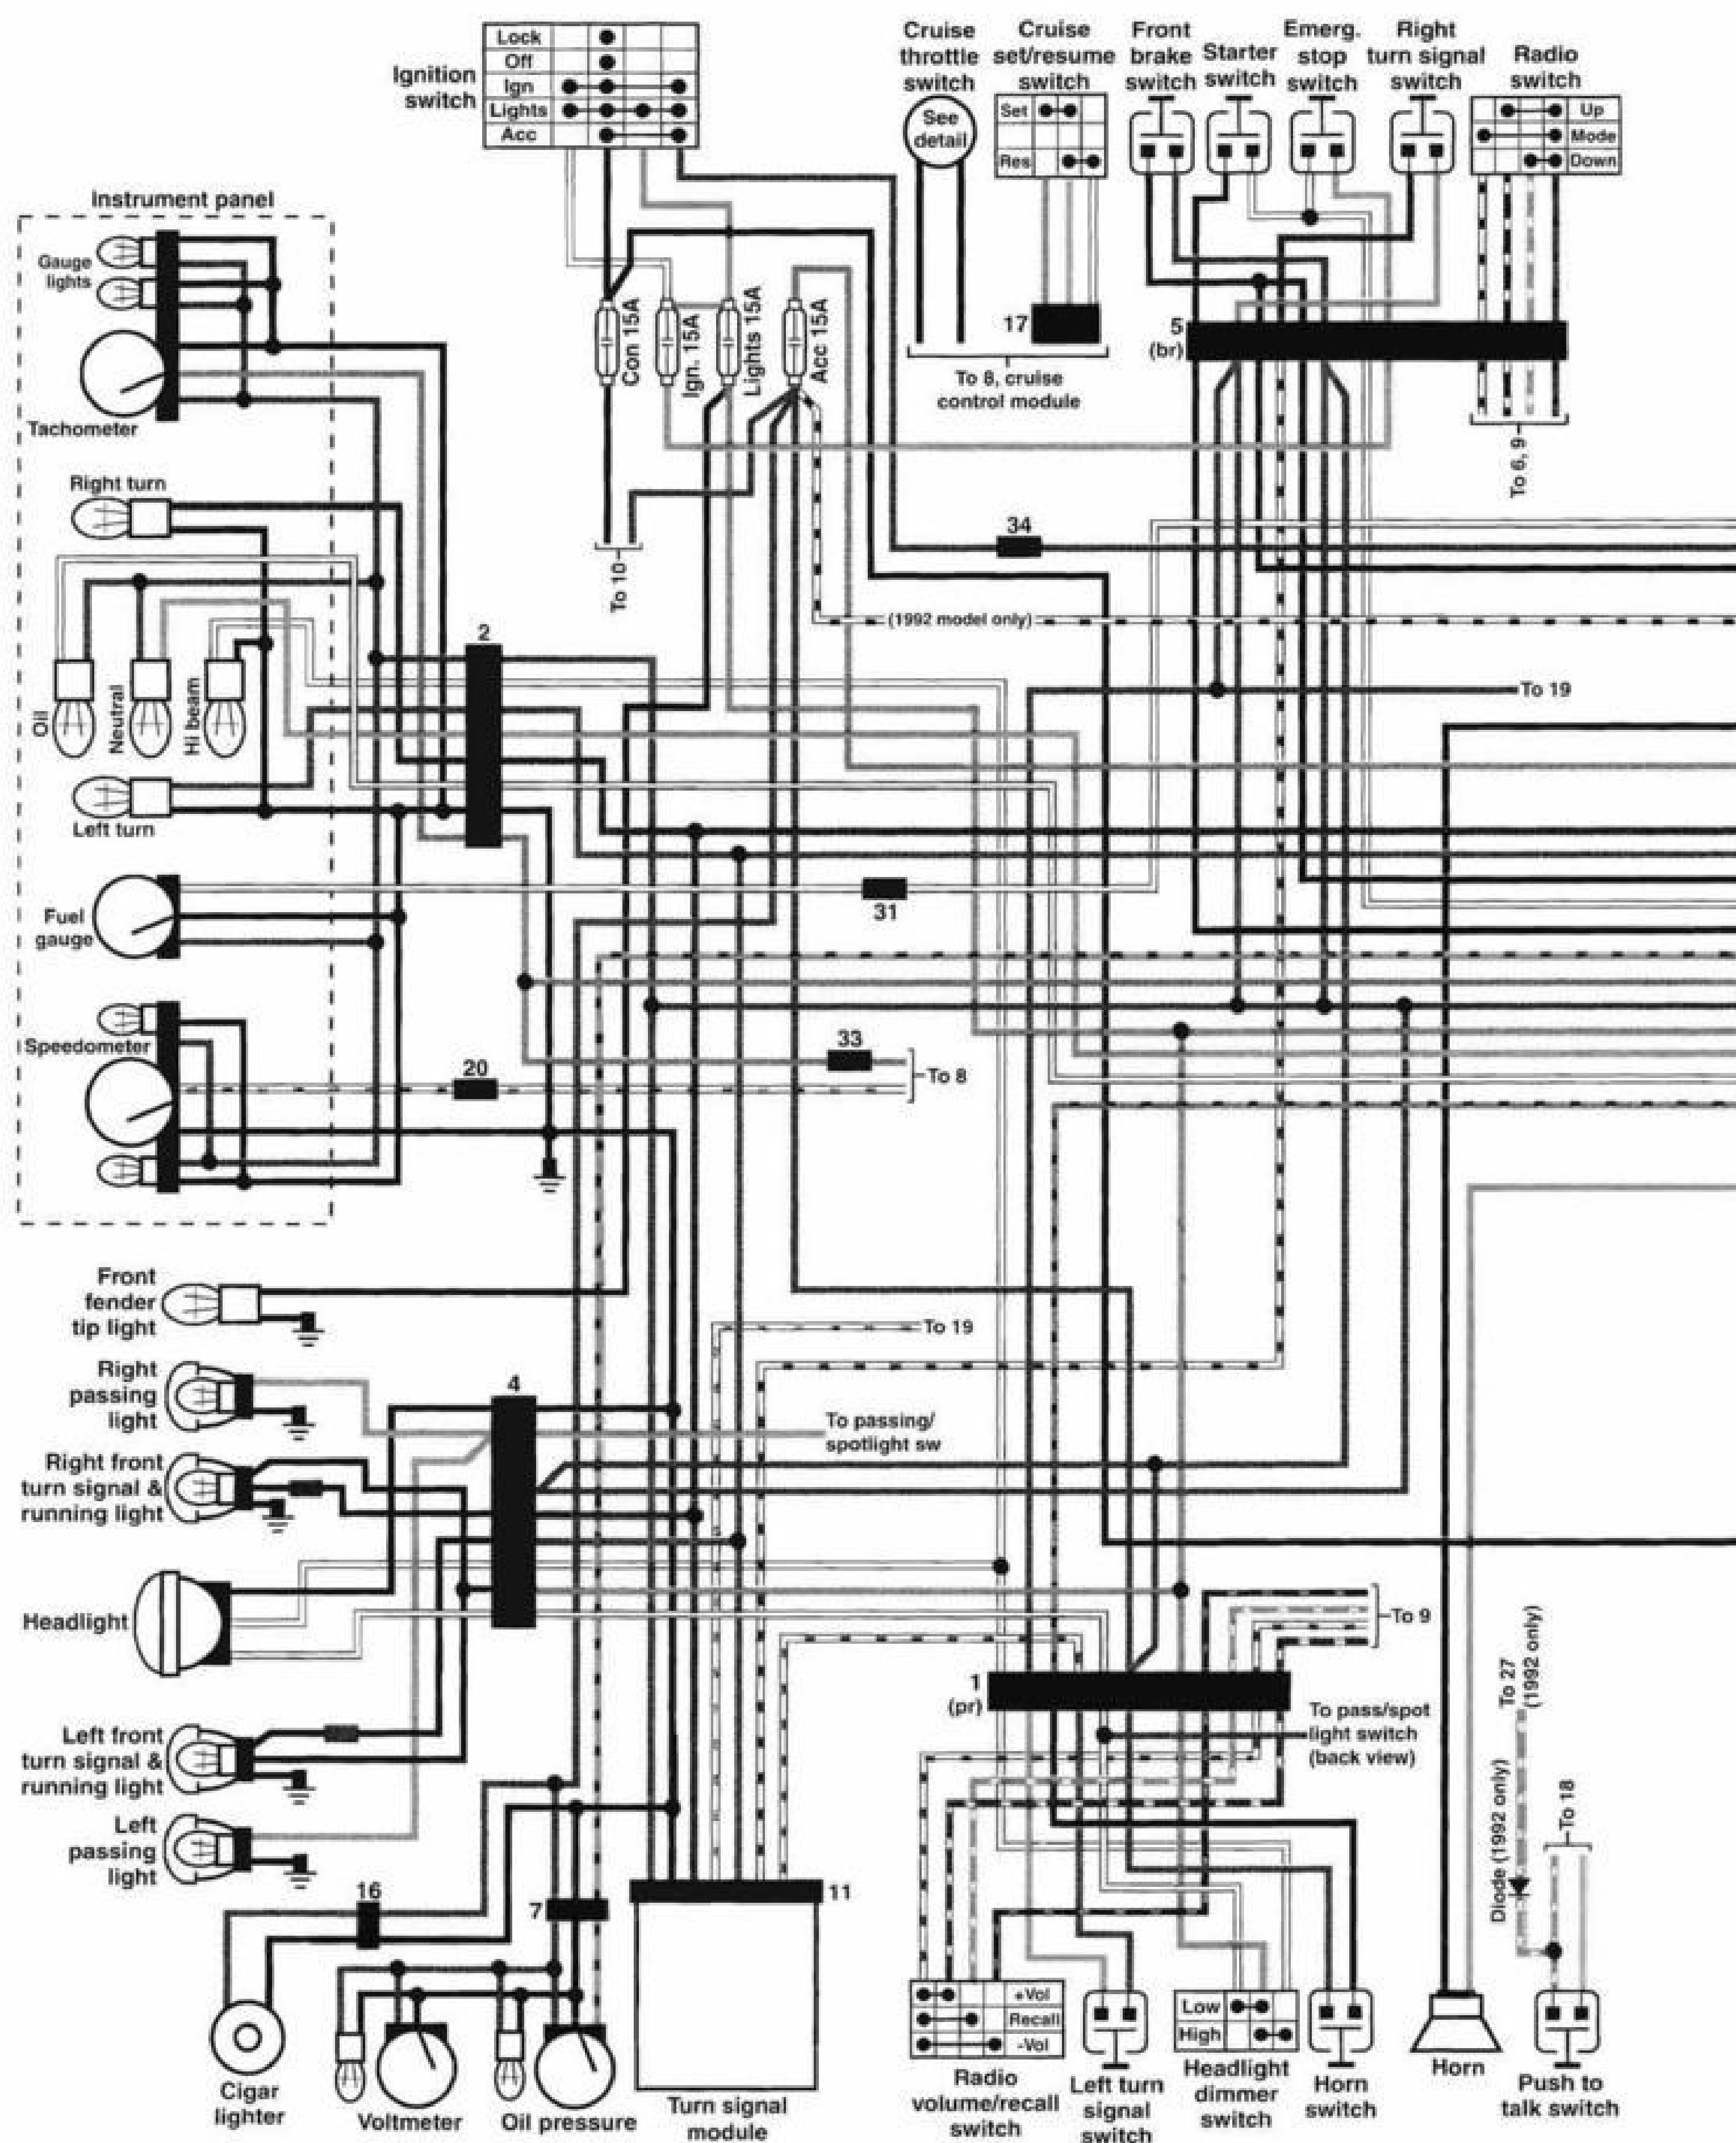 Ignition
switch
Lock
Off
Ign
Lights
Acc
Cruise
throttle
switch
See
detail
Cruise
set/resume
switch
Set
Res
Front
brake
switch
Starter
switch
Emerg.
stop
switch
Right
turn signal
switch
Radio
switch
Up
Mode
Down
Instrument panel
Gauge
lights
Tachometer
Con 15A
Ign. 15A
Lights 15A
Acc 15A
17
5
(br)
To 8, cruise
control module
To 6, 9
Right turn
34
To 10
(1992 model only)
2
To 19
Oil
Neutral
Hi beam
Left turn
31
Fuel
gauge
33
Speedometer
20
To 8
Front
fender
tip light
To 19
Right
passing
light
4
To passing/
spotlight sw
Right front
turn signal &
running light
Headlight
To 9
1
(pr)
To pass/spot
light switch
(back view)
To 27
(1992 only)
Left front
turn signal &
running light
Diode (1992 only)
To 18
Left
passing
light
16
7
11
+Vol
Recall
-Vol
Low
High
Cigar
lighter
Voltmeter
Oil pressure
Turn signal
module
Radio
volume/recall
switch
Left turn
signal
switch
Headlight
dimmer
switch
Horn
switch
Horn
Push to
talk switch